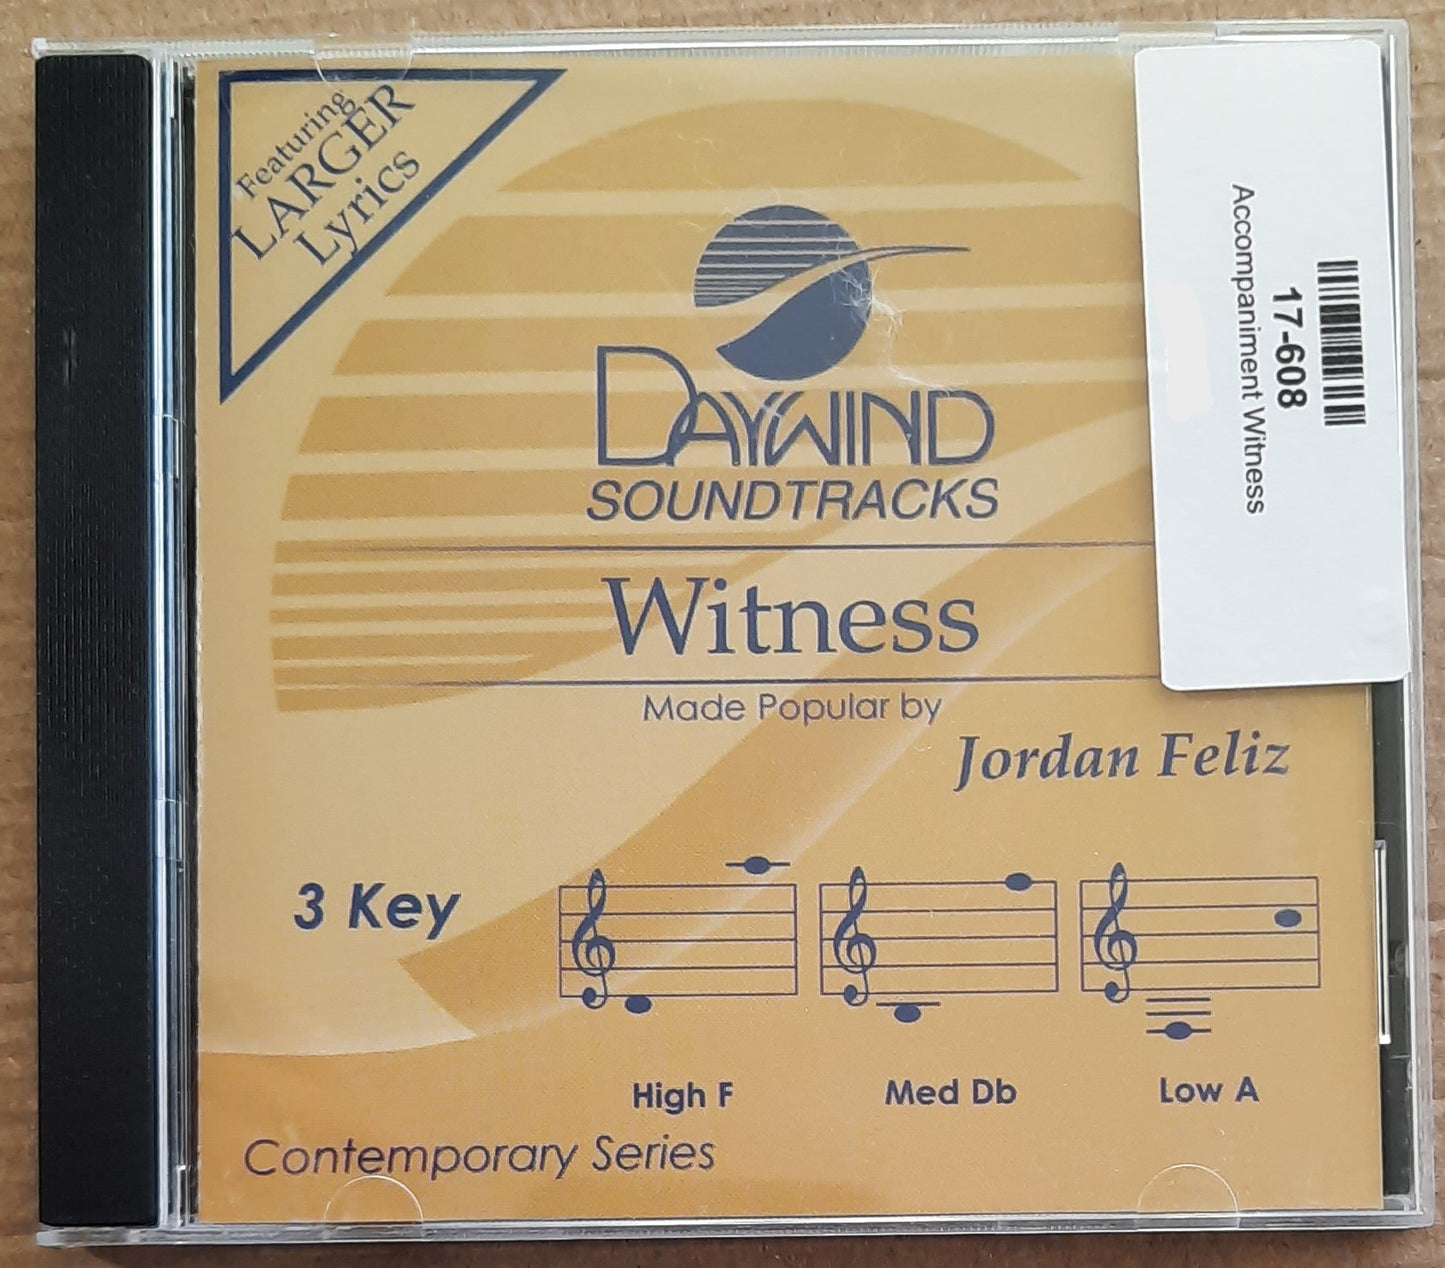 Featuring
LARGER
Lyrics
DAYWIND
SOUNDTRACKS
Witness
Made Popular by
Jordan Feliz
3 Key
High F
Med Db
Low A
Contemporary Series
17-608
Accompaniment Witness